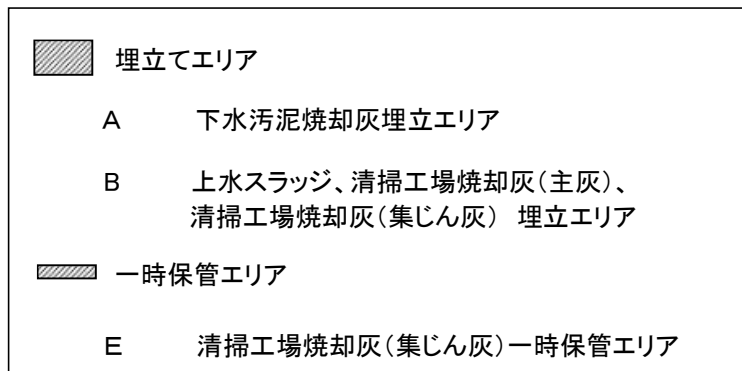 埋立てエリア
A 下水汚泥焼却灰埋立エリア
B 上水スラッジ、清掃工場焼却灰(主灰)、
清掃工場焼却灰(集じん灰) 埋立エリア
一時保管エリア
E 清掃工場焼却灰(集じん灰)一時保管エリア